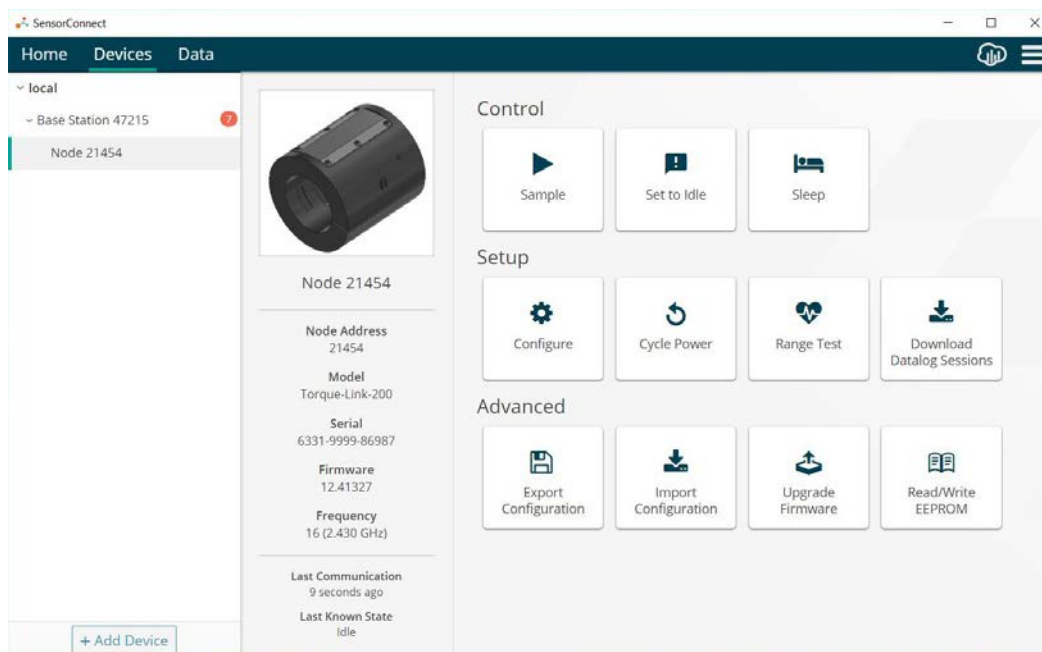 SensorConnect
Home Devices Data
local
Base Station 47215 7
Node 21454
+ Add Device
Node 21454
Node Address
21454
Model
Torque-Link-200
Serial
6331-9999-86987
Firmware
12.41327
Frequency
16 (2.430 GHz)
Last Communication
9 seconds ago
Last Known State
Idle
Control
Sample
Set to Idle
Sleep
Setup
Configure
Cycle Power
Range Test
Download
Datalog Sessions
Advanced
Export
Configuration
Import
Configuration
Upgrade
Firmware
Read/Write
EEPROM